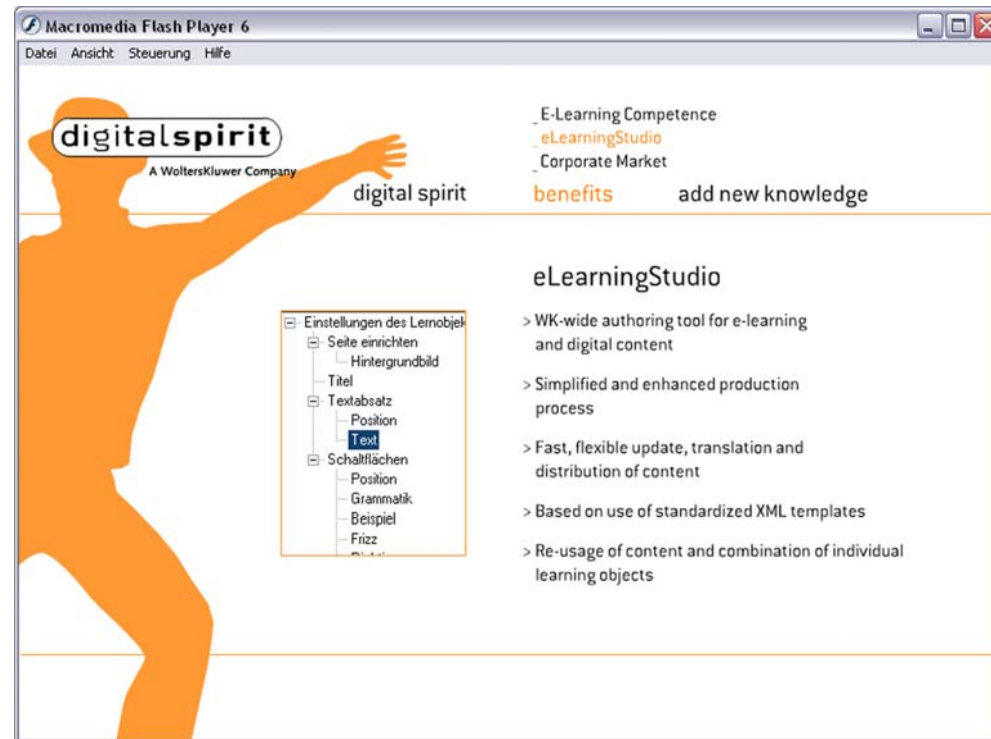 Macromedia Flash Player 6
Datei Ansicht Steuerung Hilfe
digitalspirit
A WoltersKluwer Company
_ E-Learning Competence
_ eLearningStudio
_ Corporate Market
digital spirit benefits add new knowledge
eLearningStudio
Einstellungen des Lernobjek
Seite einrichten
Hintergrundbild
Titel
Textabsatz
Position
Text
Schaltflächen
Position
Grammatik
Beispiel
Frizz
> WK-wide authoring tool for e-learning
and digital content
> Simplified and enhanced production
process
> Fast, flexible update, translation and
distribution of content
> Based on use of standardized XML templates
> Re-usage of content and combination of individual
learning objects